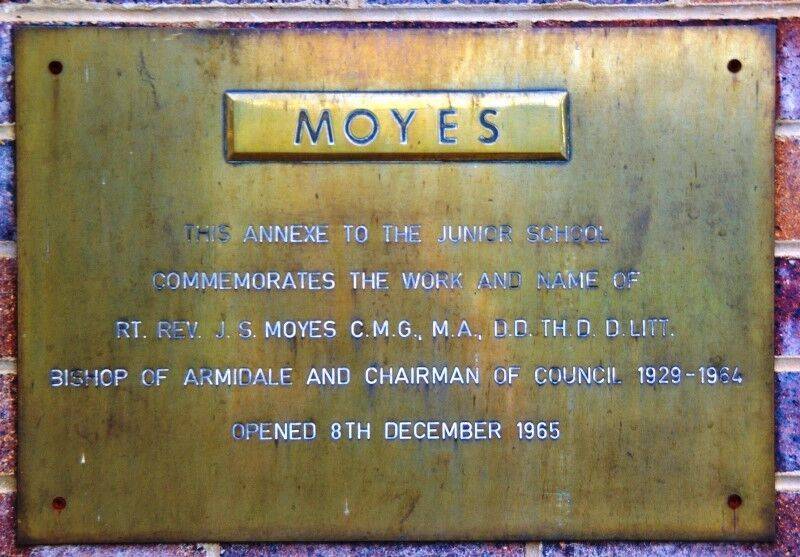 MOYES
THIS ANNEXE TO THE JUNIOR SCHOOL
COMMEMORATES THE WORK AND NAME OF
RT. REV. J. S. MOYES C.M.G., M.A., D.D. TH.D. D.LITT.
BISHOP OF ARMIDALE AND CHAIRMAN OF COUNCIL 1929-1964
OPENED 8TH DECEMBER 1965